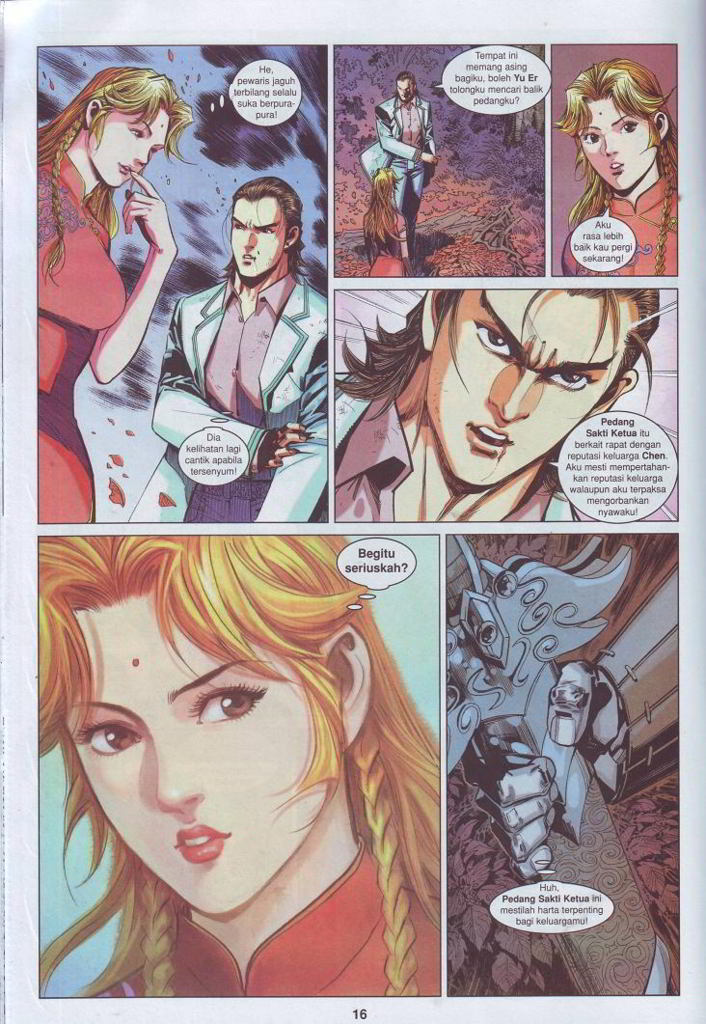 He,
pewaris jaguh
terbilang selalu
suka berpura-
pura!
Dia
kelihatan lagi
cantik apabila
tersenyum!
Tempat ini
memang asing
bagiku, boleh Yu Er
tolongku mencari balik
pedangku?
Aku
rasa lebih
baik kau pergi
sekarang!
Pedang
Sakti Ketua itu
berkait rapat dengan
reputasi keluarga Chen.
Aku mesti mempertahan-
kan reputasi keluarga
walaupun aku terpaksa
mengorbankan
nyawaku!
Begitu
seriuskah?
Huh,
Pedang Sakti Ketua ini
mestilah harta terpenting
bagi keluargamu!
16